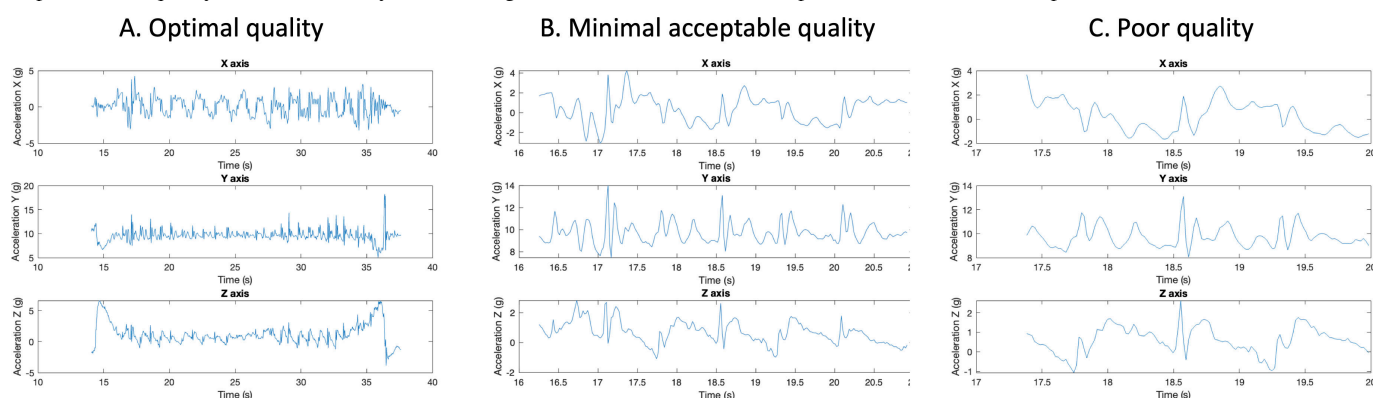 A. Optimal quality
X axis
Acceleration X (g)
5
0
-5
10 15 20 25 30 35 40
Time (s)
Y axis
Acceleration Y (g)
20
15
10
5
10 15 20 25 30 35 40
Time (s)
Z axis
Acceleration Z (g)
5
0
-5
10 15 20 25 30 35 40
Time (s)
B. Minimal acceptable quality
X axis
Acceleration X (g)
4
2
0
-2
16 16.5 17 17.5 18 18.5 19 19.5 20 20.5
Time (s)
Y axis
Acceleration Y (g)
14
12
10
8
16 16.5 17 17.5 18 18.5 19 19.5 20 20.5
Time (s)
Z axis
Acceleration Z (g)
2
0
-2
16 16.5 17 17.5 18 18.5 19 19.5 20 20.5
Time (s)
C. Poor quality
X axis
Acceleration X (g)
4
2
0
-2
17 17.5 18 18.5 19 19.5 20
Time (s)
Y axis
Acceleration Y (g)
14
12
10
8
17 17.5 18 18.5 19 19.5 20
Time (s)
Z axis
Acceleration Z (g)
2
1
0
-1
17 17.5 18 18.5 19 19.5 20
Time (s)